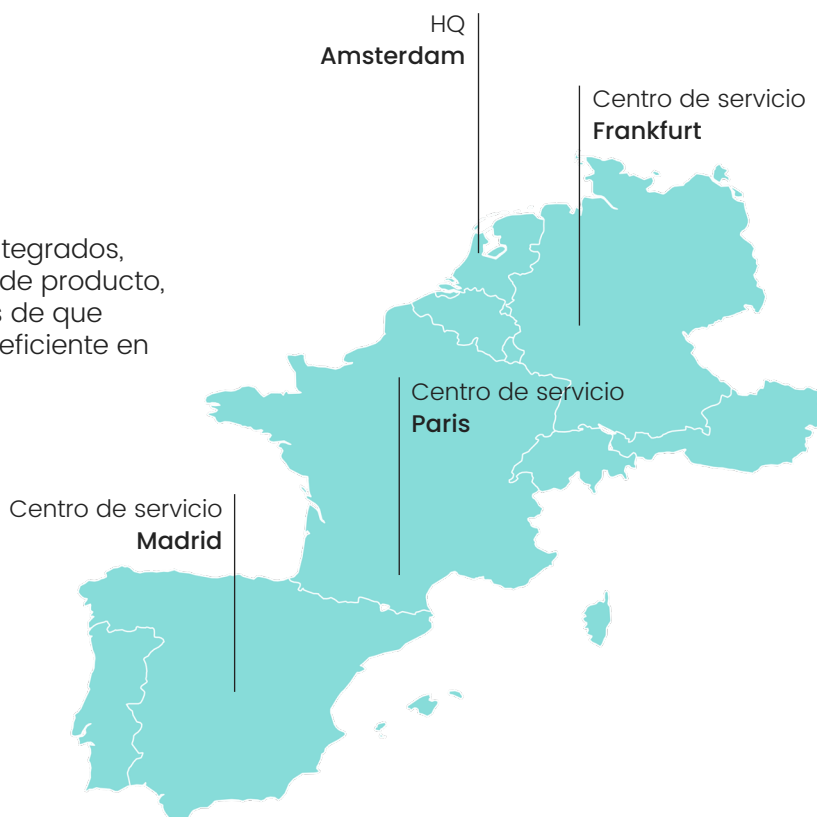 HQ
Amsterdam
Centro de servicio
Frankfurt
tegrados,
de producto,
s de que
eficiente en
Centro de servicio
Paris
Centro de servicio
Madrid